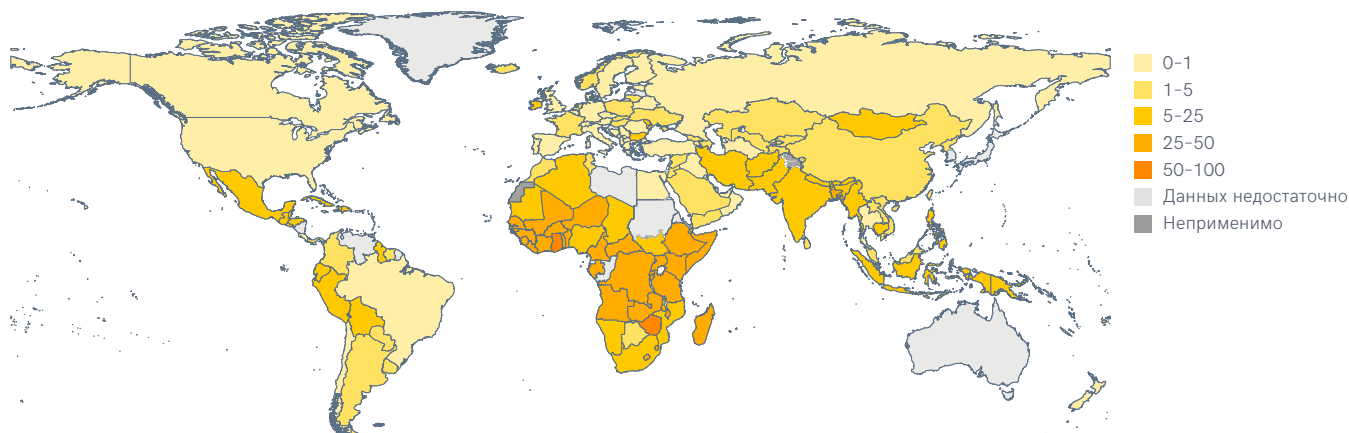 0-1
1-5
5-25
25-50
50-100
Данных недостаточно
Неприменимо